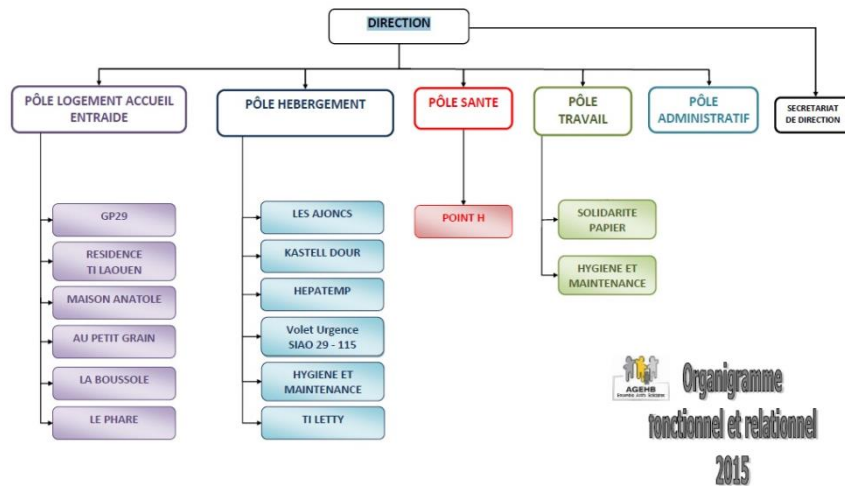 DIRECTION
PÔLE LOGEMENT ACCUEIL
ENTRAIDE
PÔLE HEBERGEMENT
PÔLE SANTE
PÔLE
TRAVAIL
PÔLE
ADMINISTRATIF
SECRETARIAT
DE DIRECTION
GP29
RESIDENCE
TI LAOUEN
MAISON ANATOLE
AU PETIT GRAIN
LA BOUSSOLE
LE PHARE
LES AJONCS
KASTELL DOUR
HEPATEMP
Volet Urgence
SIAO 29 - 115
HYGIENE ET
MAINTENANCE
TI LETTY
POINT H
SOLIDARITE
PAPIER
HYGIENE ET
MAINTENANCE
AGEHB
Organigramme
fonctionnel et relationnel
2015